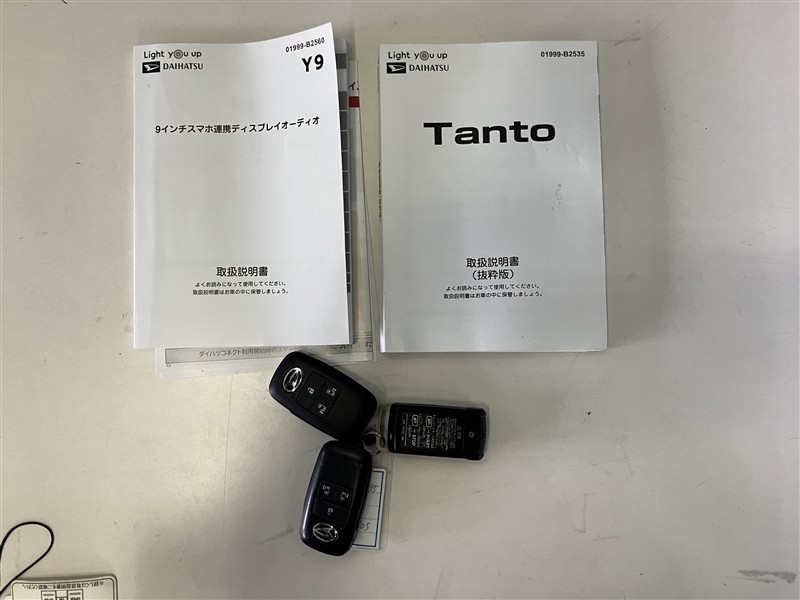 Light you up
DAIHATSU
01999-B2560
Y9
9インチスマホ連携ディスプレイオーディオ
取扱説明書
よくお読みになって使用してください。
取扱説明書はお車の中に保管しましょう。
ダイハツコネクト利用開始時の
Light you up
DAIHATSU
01999-B2535
Tanto
取扱説明書
（抜粋版）
よくお読みになって使用してください。
取扱説明書はお車の中に保管しましょう。